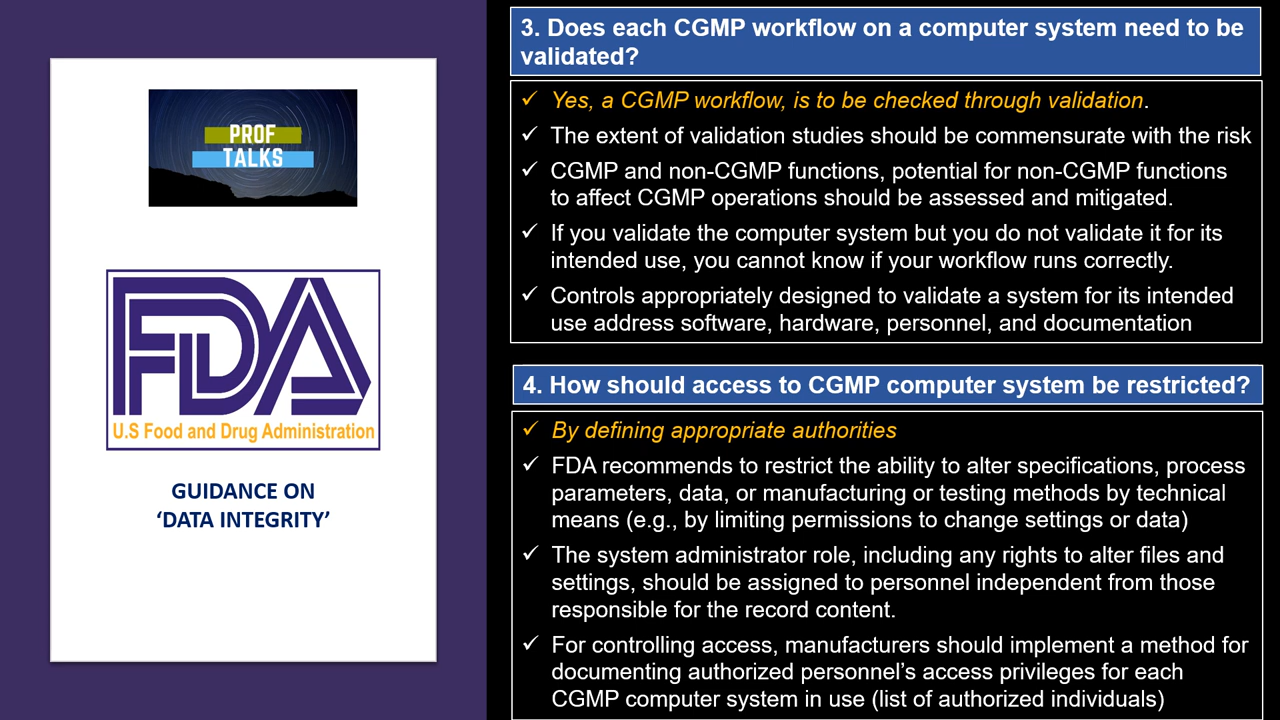 PROF
TALKS
FDA
U.S Food and Drug Administration
GUIDANCE ON
‘DATA INTEGRITY’
3. Does each CGMP workflow on a computer system need to be
validated?
✓ Yes, a CGMP workflow, is to be checked through validation.
✓ The extent of validation studies should be commensurate with the risk
✓ CGMP and non-CGMP functions, potential for non-CGMP functions
to affect CGMP operations should be assessed and mitigated.
✓ If you validate the computer system but you do not validate it for its
intended use, you cannot know if your workflow runs correctly.
✓ Controls appropriately designed to validate a system for its intended
use address software, hardware, personnel, and documentation
4. How should access to CGMP computer system be restricted?
✓ By defining appropriate authorities
✓ FDA recommends to restrict the ability to alter specifications, process
parameters, data, or manufacturing or testing methods by technical
means (e.g., by limiting permissions to change settings or data)
✓ The system administrator role, including any rights to alter files and
settings, should be assigned to personnel independent from those
responsible for the record content.
✓ For controlling access, manufacturers should implement a method for
documenting authorized personnel’s access privileges for each
CGMP computer system in use (list of authorized individuals)